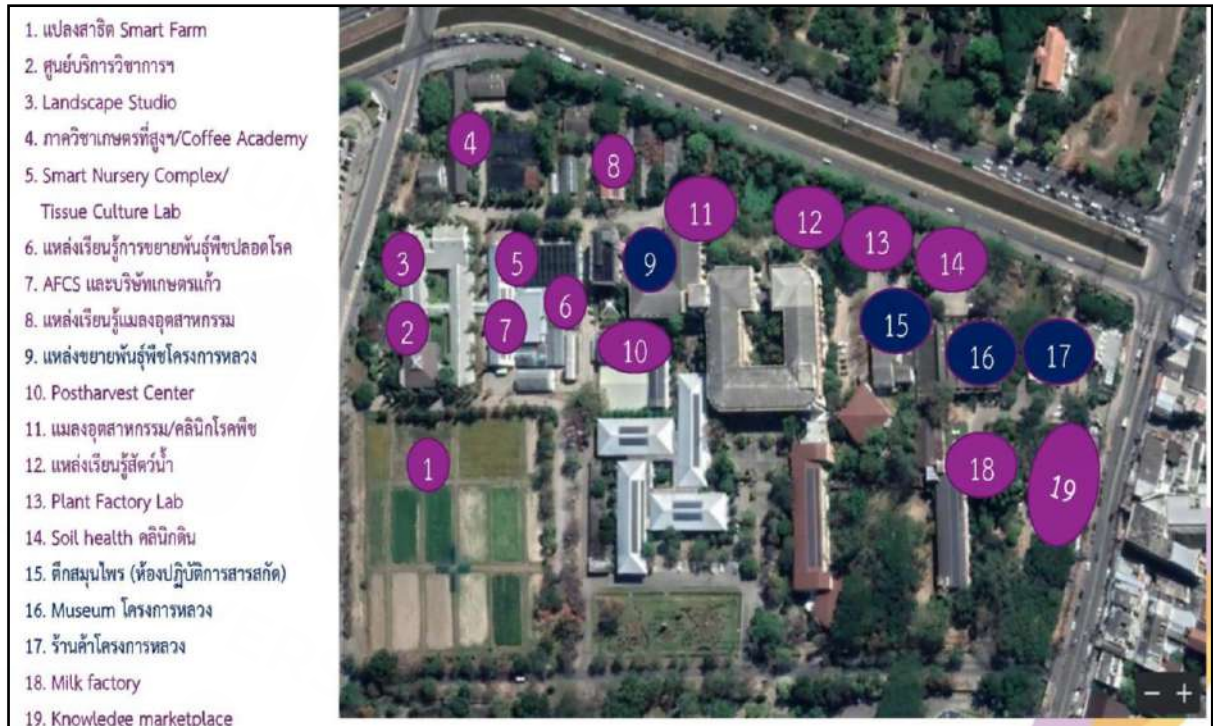 1. แปลงสาธิต Smart Farm
2. ศูนย์บริการวิชาการฯ
3. Landscape Studio
4. ภาควิชาเกษตรที่สูงฯ/Coffee Academy
5. Smart Nursery Complex/
Tissue Culture Lab
6. แหล่งเรียนรู้การขยายพันธุ์พืชปลอดโรค
7. AFCS และบริษัทเกษตรแก้ว
8. แหล่งเรียนรู้แมลงอุตสาหกรรม
9. แหล่งขยายพันธุ์พืชโครงการหลวง
10. Postharvest Center
11. แมลงอุตสาหกรรม/คลินิกโรคพืช
12. แหล่งเรียนรู้สัตว์น้ำ
13. Plant Factory Lab
14. Soil health คลินิกดิน
15. ตึกสมุนไพร (ห้องปฏิบัติการสารสกัด)
16. Museum โครงการหลวง
17. ร้านค้าโครงการหลวง
18. Milk factory
19. Knowledge marketplace
4
8
11
12
13
14
3
5
9
6
15
2
7
10
16
17
1
18
19